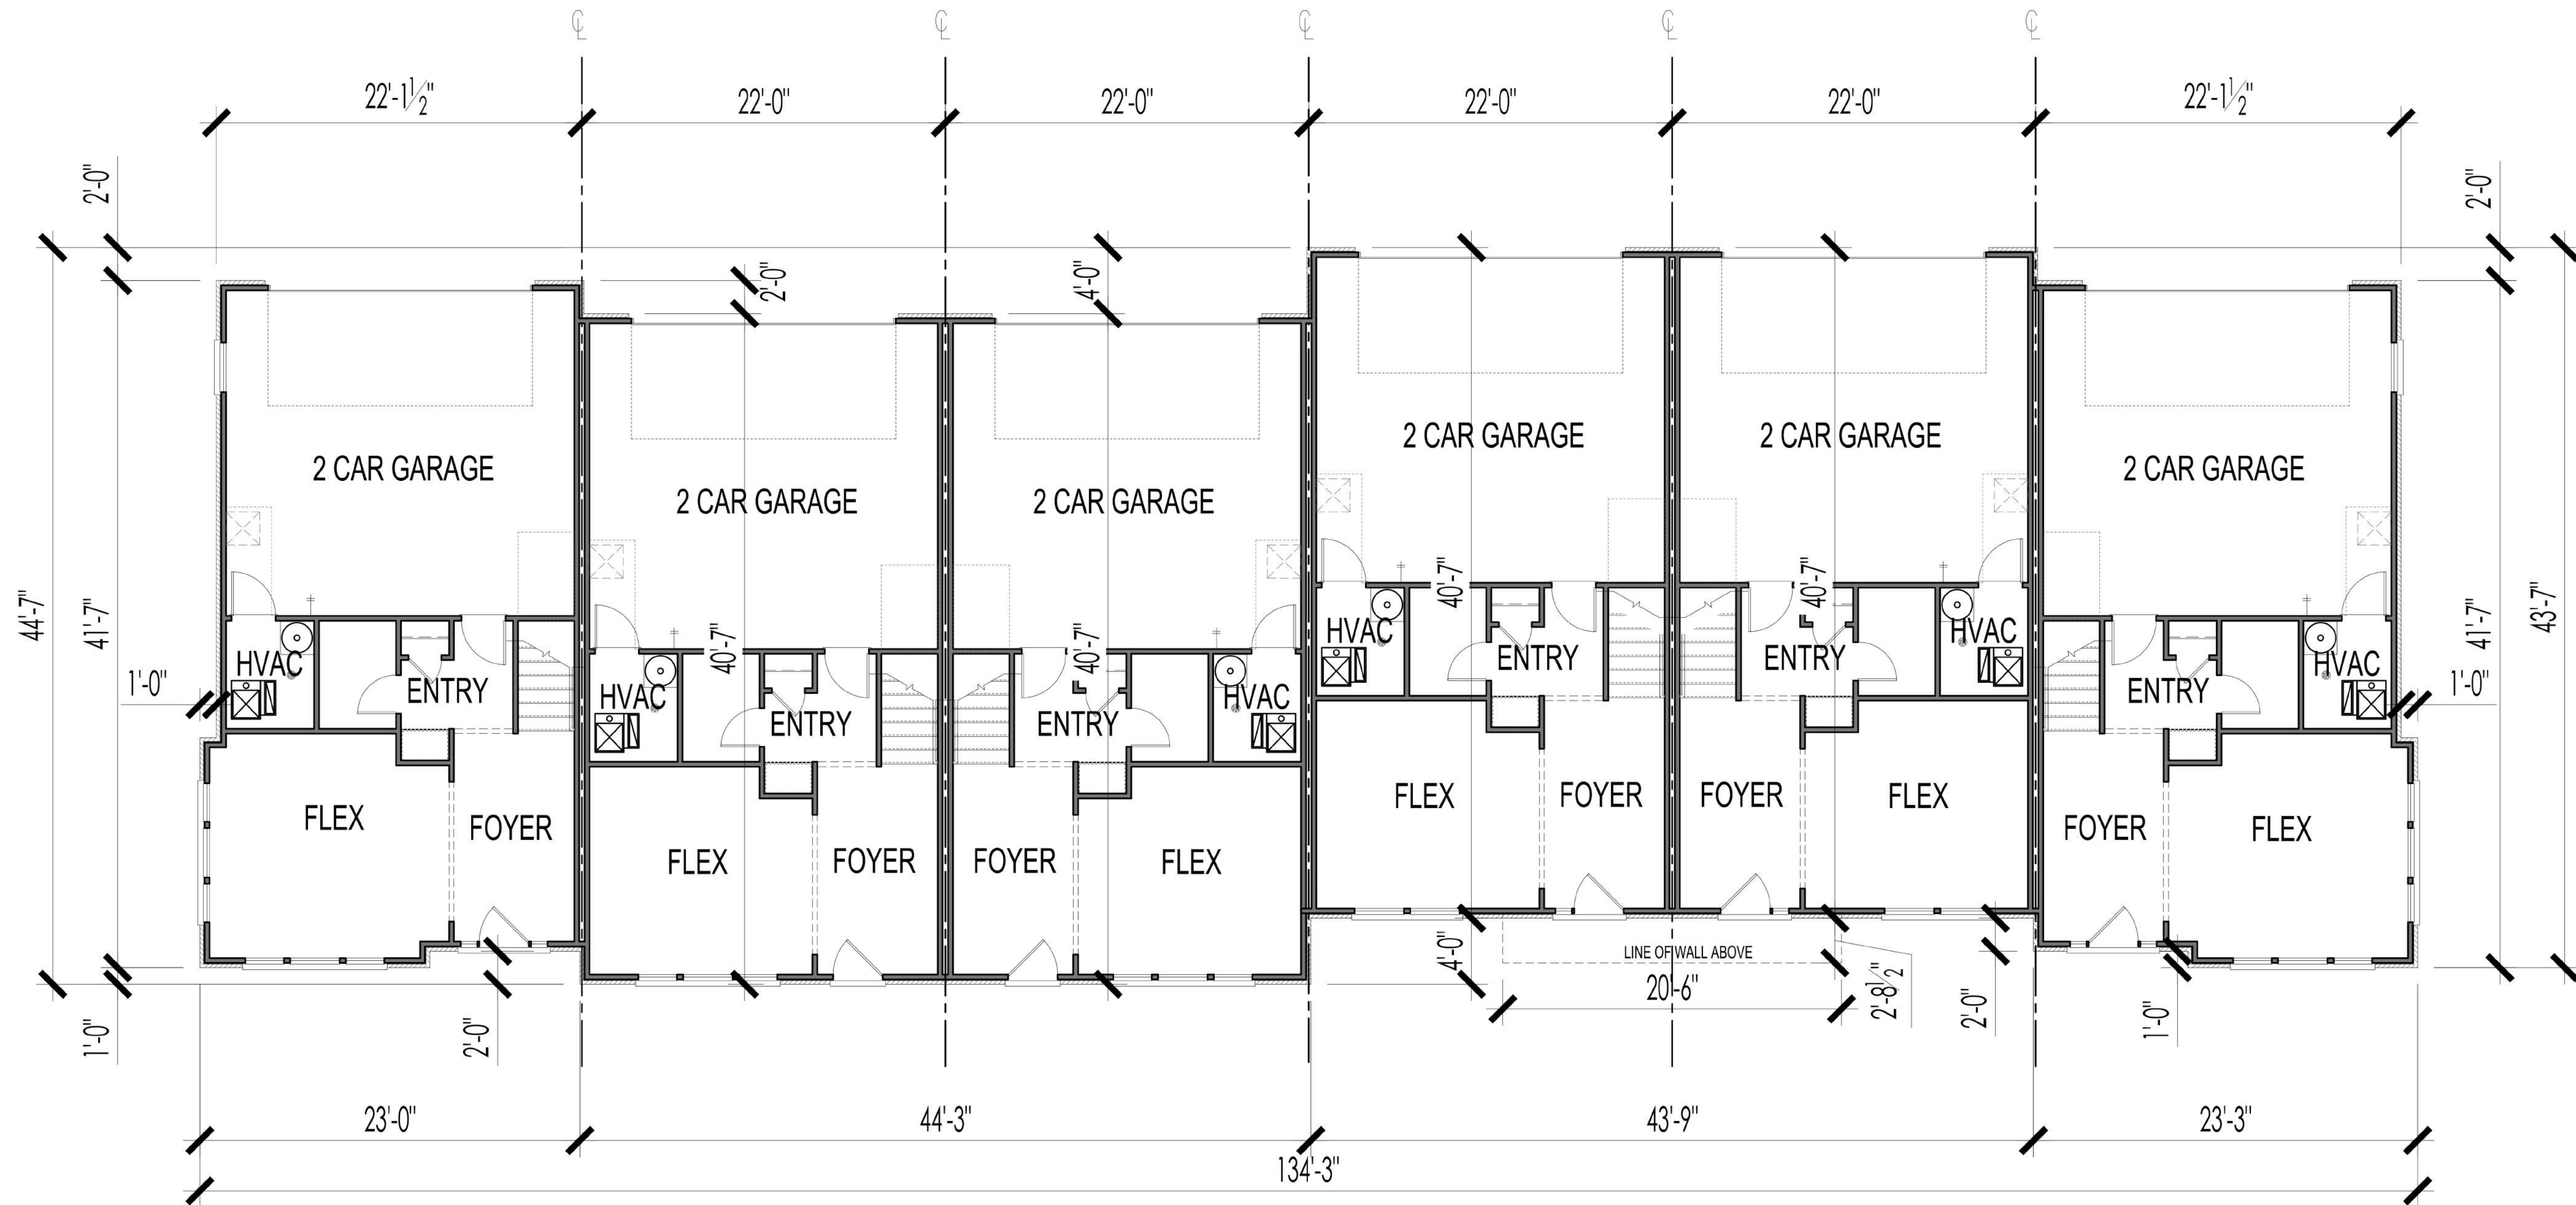 ℄ ℄ ℄ ℄ ℄
22'-1½" 22'-0" 22'-0" 22'-0" 22'-0" 22'-1½"
2'-0" 2'-0"
2'-0" 4'-0"
2 CAR GARAGE 2 CAR GARAGE
2 CAR GARAGE 2 CAR GARAGE
2 CAR GARAGE 2 CAR GARAGE
44'-7" 41'-7" 40'-7" 40'-7" 40'-7" 40'-7" 41'-7" 43'-7"
HVAC HVAC
ENTRY ENTRY
HVAC HVAC
1'-0" ENTRY ENTRY 1'-0"
HVAC HVAC
ENTRY ENTRY
FLEX FOYER FOYER FLEX
FLEX FOYER FOYER FLEX
FLEX FOYER FOYER FLEX
LINE OF WALL ABOVE
4'-0" 20'-6" 2'-8½" 2'-0"
1'-0" 2'-0" 1'-0"
23'-0" 44'-3" 43'-9" 23'-3"
134'-3"